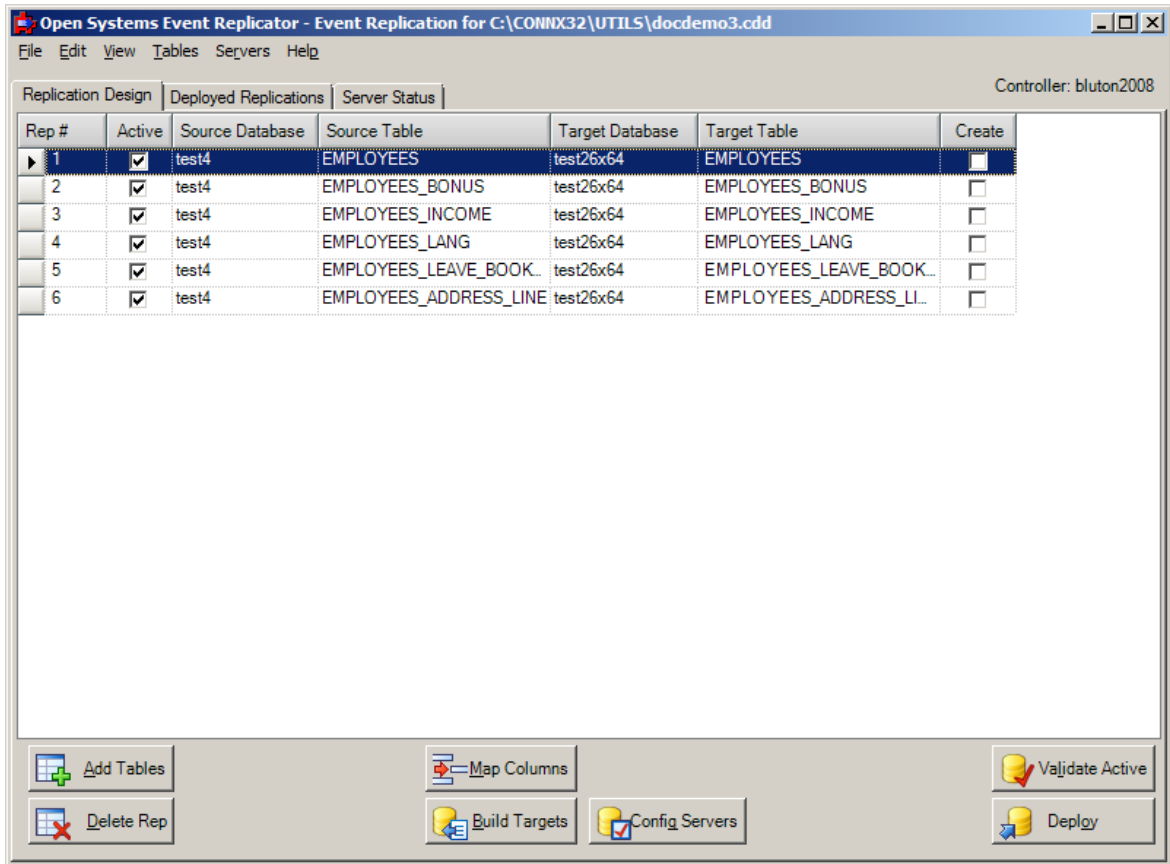 Open Systems Event Replicator - Event Replication for C:\CONNX32\UTILS\docdemo3.cdd
File Edit View Tables Servers Help
Controller: bluton2008
Replication Design Deployed Replications Server Status
Rep # Active Source Database Source Table Target Database Target Table Create
1 test4 EMPLOYEES test26x64 EMPLOYEES
2 test4 EMPLOYEES_BONUS test26x64 EMPLOYEES_BONUS
3 test4 EMPLOYEES_INCOME test26x64 EMPLOYEES_INCOME
4 test4 EMPLOYEES_LANG test26x64 EMPLOYEES_LANG
5 test4 EMPLOYEES_LEAVE_BOOK... test26x64 EMPLOYEES_LEAVE_BOOK...
6 test4 EMPLOYEES_ADDRESS_LINE test26x64 EMPLOYEES_ADDRESS_LI...
Add Tables Map Columns Validate Active
Delete Rep Build Targets Config Servers Deploy